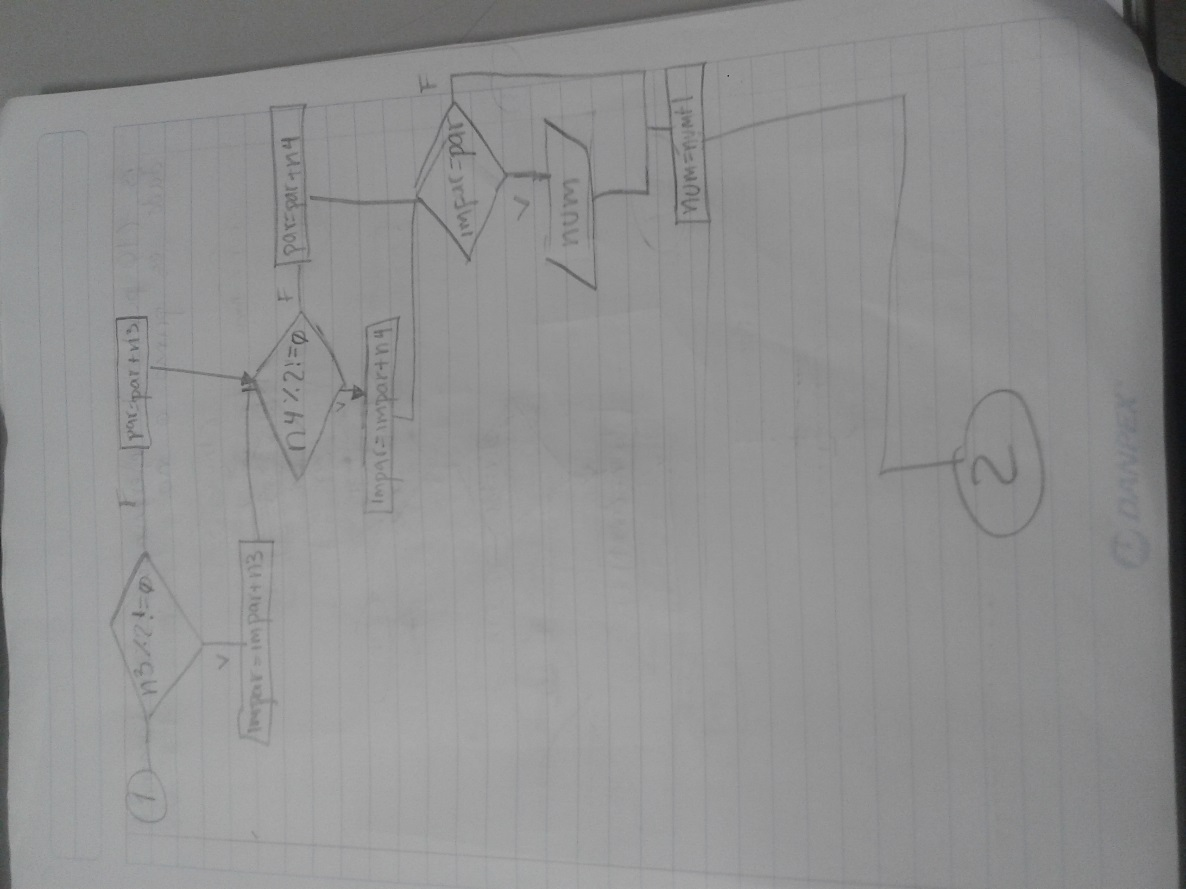 1
n3%2!=0
F
par=par+n3
V
impar=impar+n3
n4%2!=0
F
par=par+n4
V
impar=impar+n4
impar=par
F
V
num
num=num+1
2
DANPEX